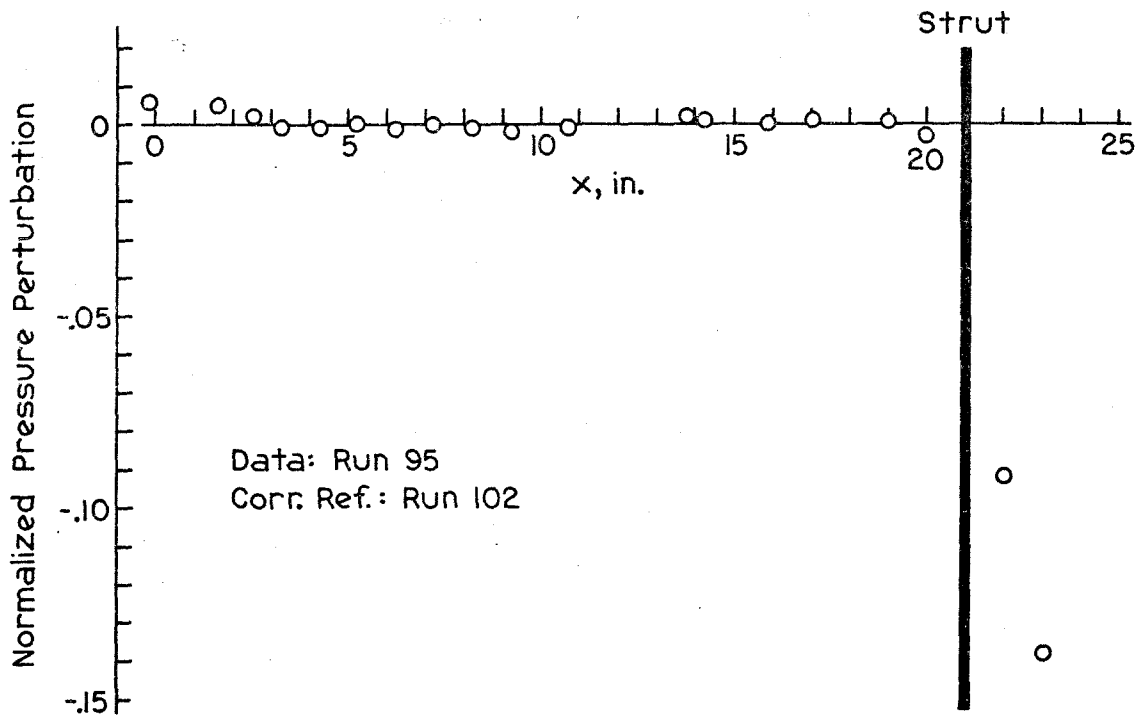 Strut
Normalized Pressure Perturbation
0
-.05
-.10
-.15
0 5 10 15 20 25
x, in.
Data: Run 95
Corr. Ref.: Run 102